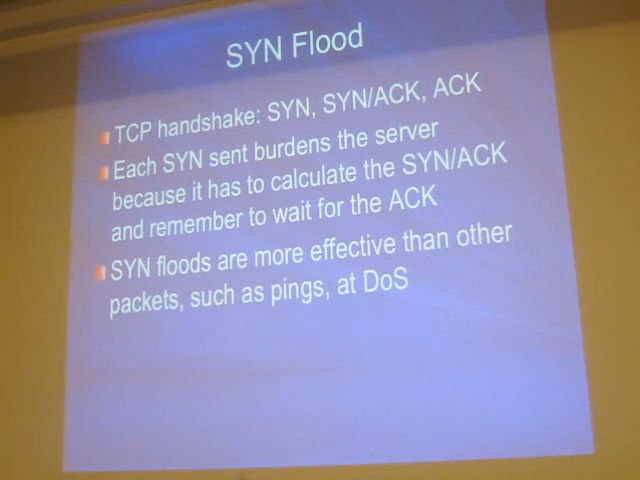 SYN Flood
TCP handshake: SYN, SYN/ACK, ACK
Each SYN sent burdens the server
because it has to calculate the SYN/ACK
and remember to wait for the ACK
SYN floods are more effective than other
packets, such as pings, at DoS